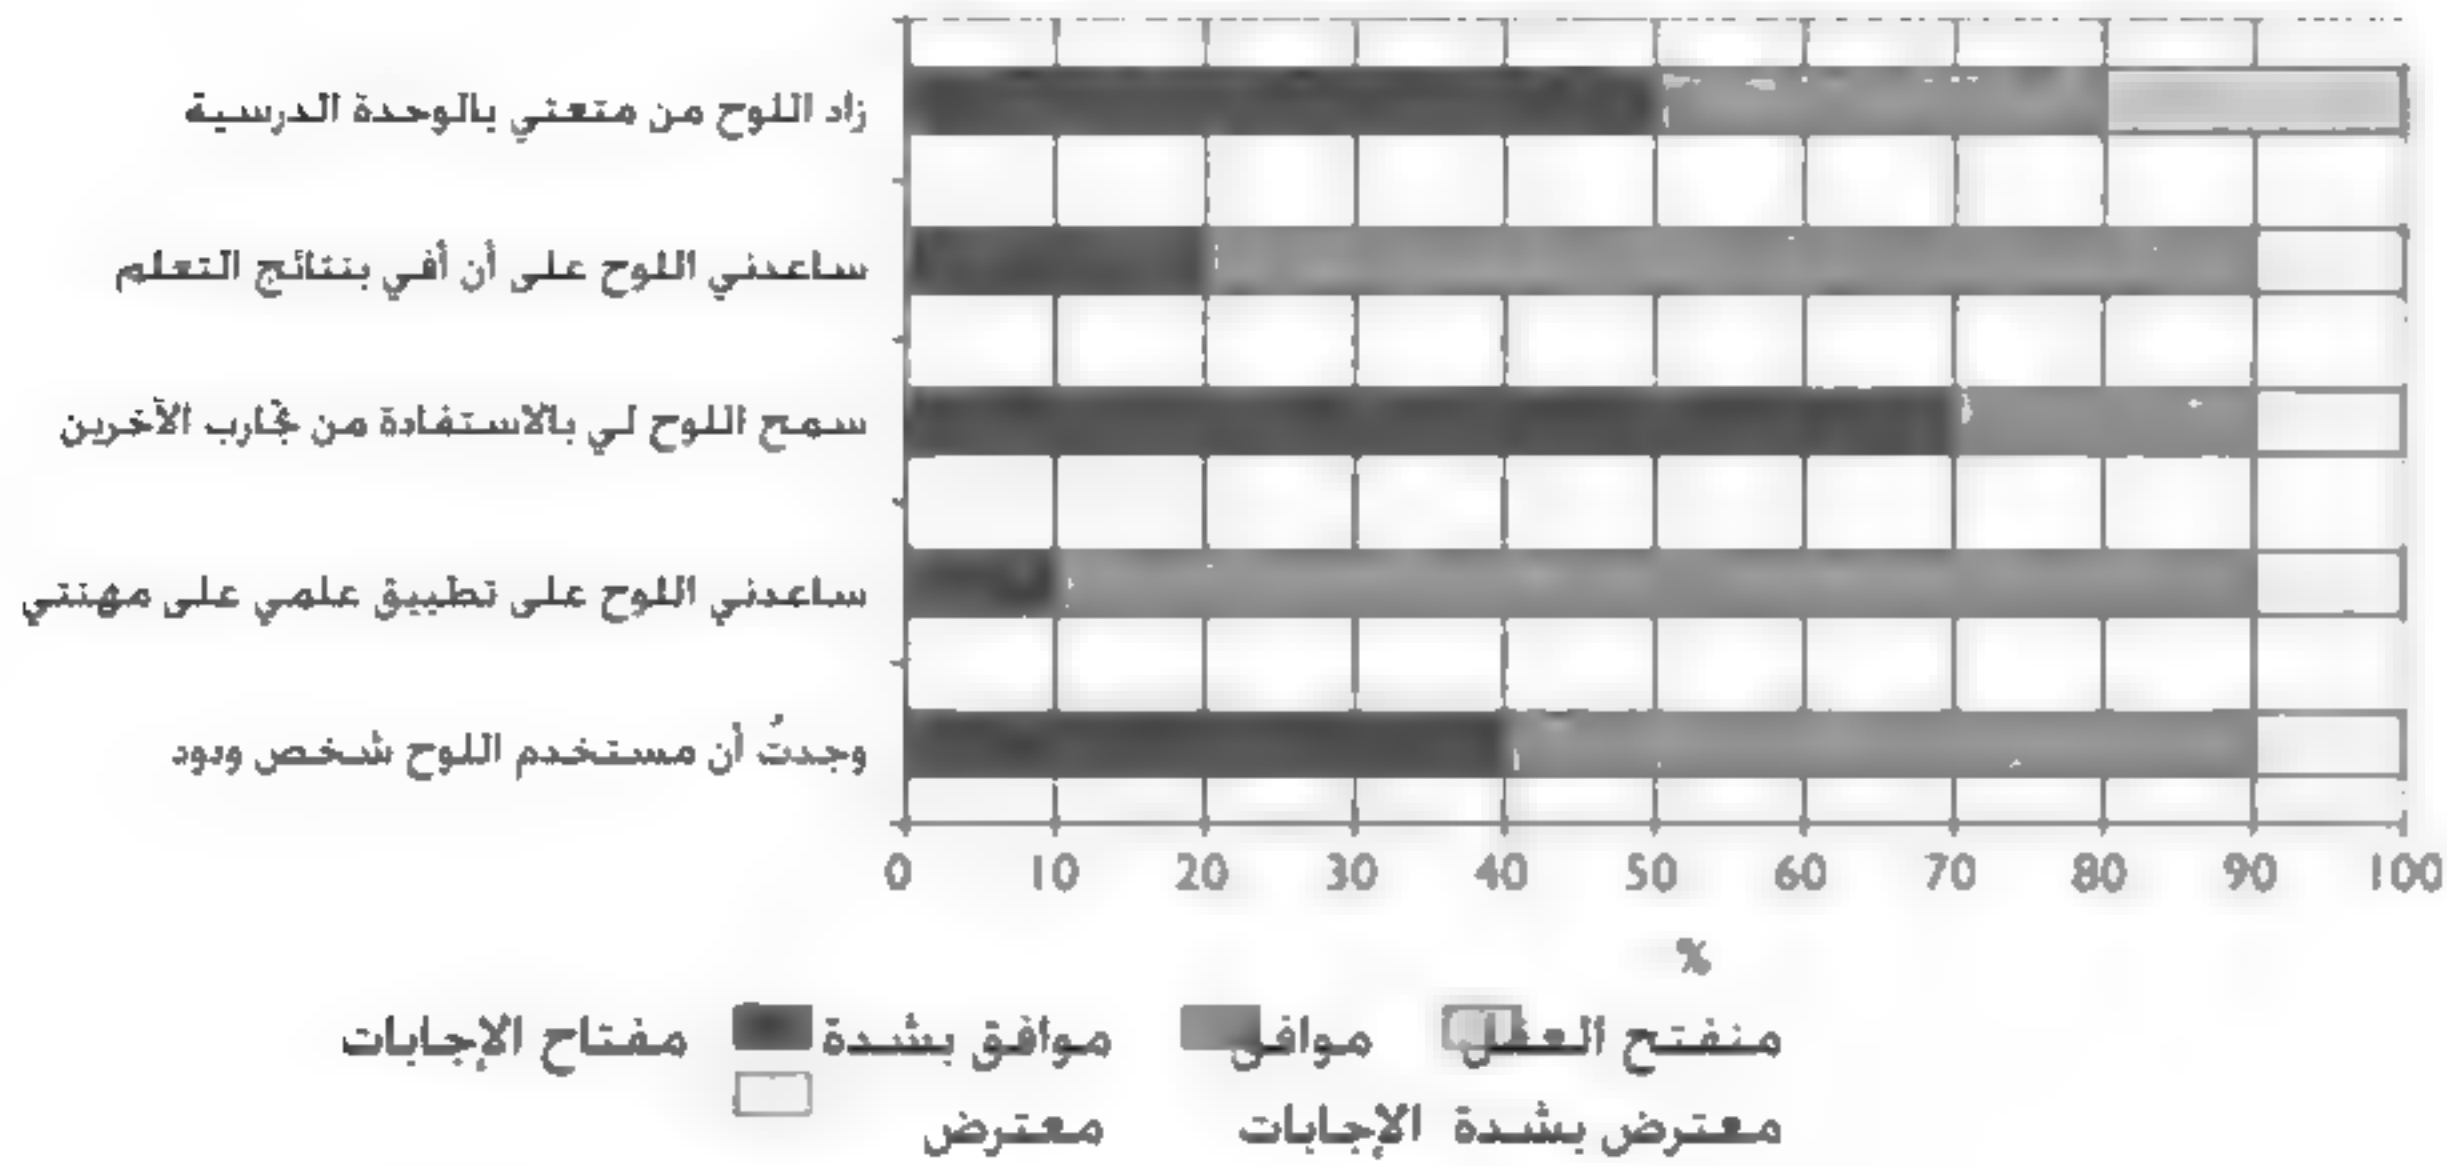 زاد اللوح من متعتي بالوحدة الدرسية
ساعدني اللوح على أن أفي بنتائج التعلم
سمح اللوح لي بالاستفادة من تجارب الآخرين
ساعدني اللوح على تطبيق علمي على مهنتي
وجدتُ أن مستخدم اللوح شخص ودود
0 10 20 30 40 50 60 70 80 90 100
%
مفتاح الإجابات موافق بشدة موافق منفتح العقل
معترض معترض بشدة الإجابات